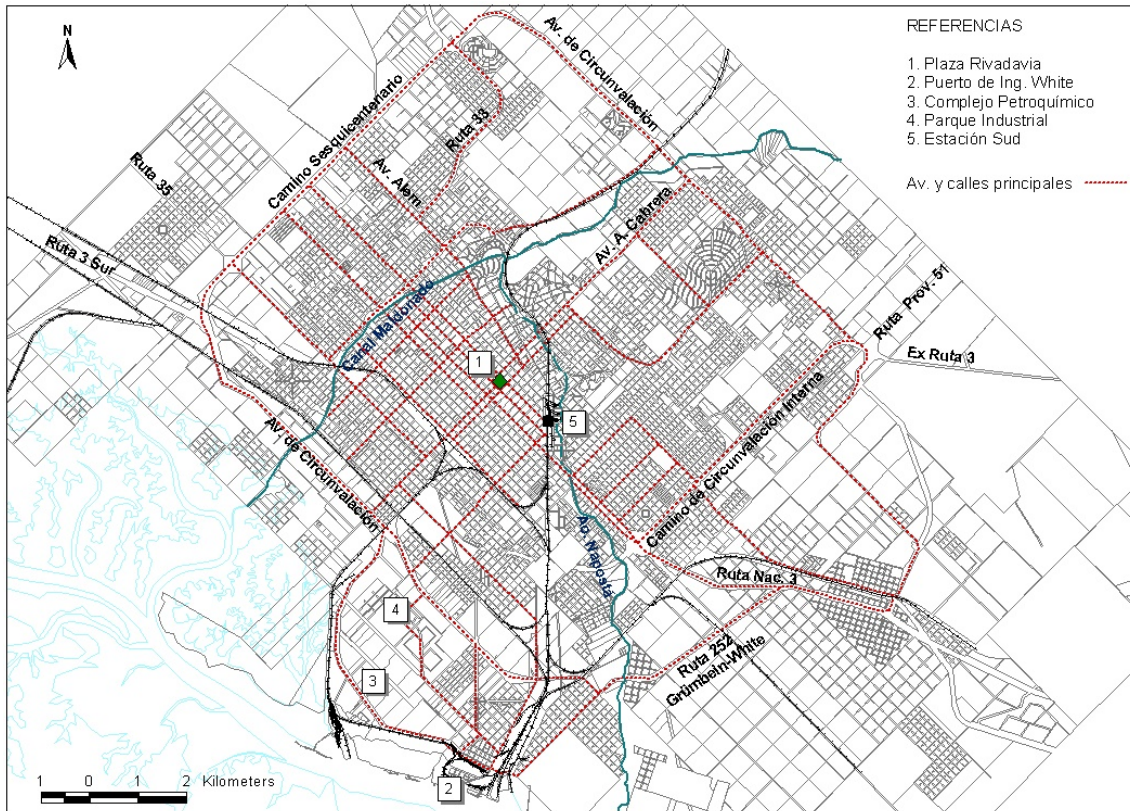 N
REFERENCIAS
1. Plaza Rivadavia
2. Puerto de Ing. White
3. Complejo Petroquímico
4. Parque Industrial
5. Estación Sud
Av. y calles principales
Av. de Circunvalación
Camino Sesquicentenario
Ruta 33
Ruta 35
Av. Alem
Av. A. Cabrera
Ruta 3 Sur
Canal Maldonado
Ruta Prov. 51
Ex Ruta 3
1
5
Camino de Circunvalación Interna
Av. de Circunvalación
Ao. Napostá
Ruta Nac. 3
4
Ruta 252
Grümbein-White
3
2
1 0 1 2 Kilometers